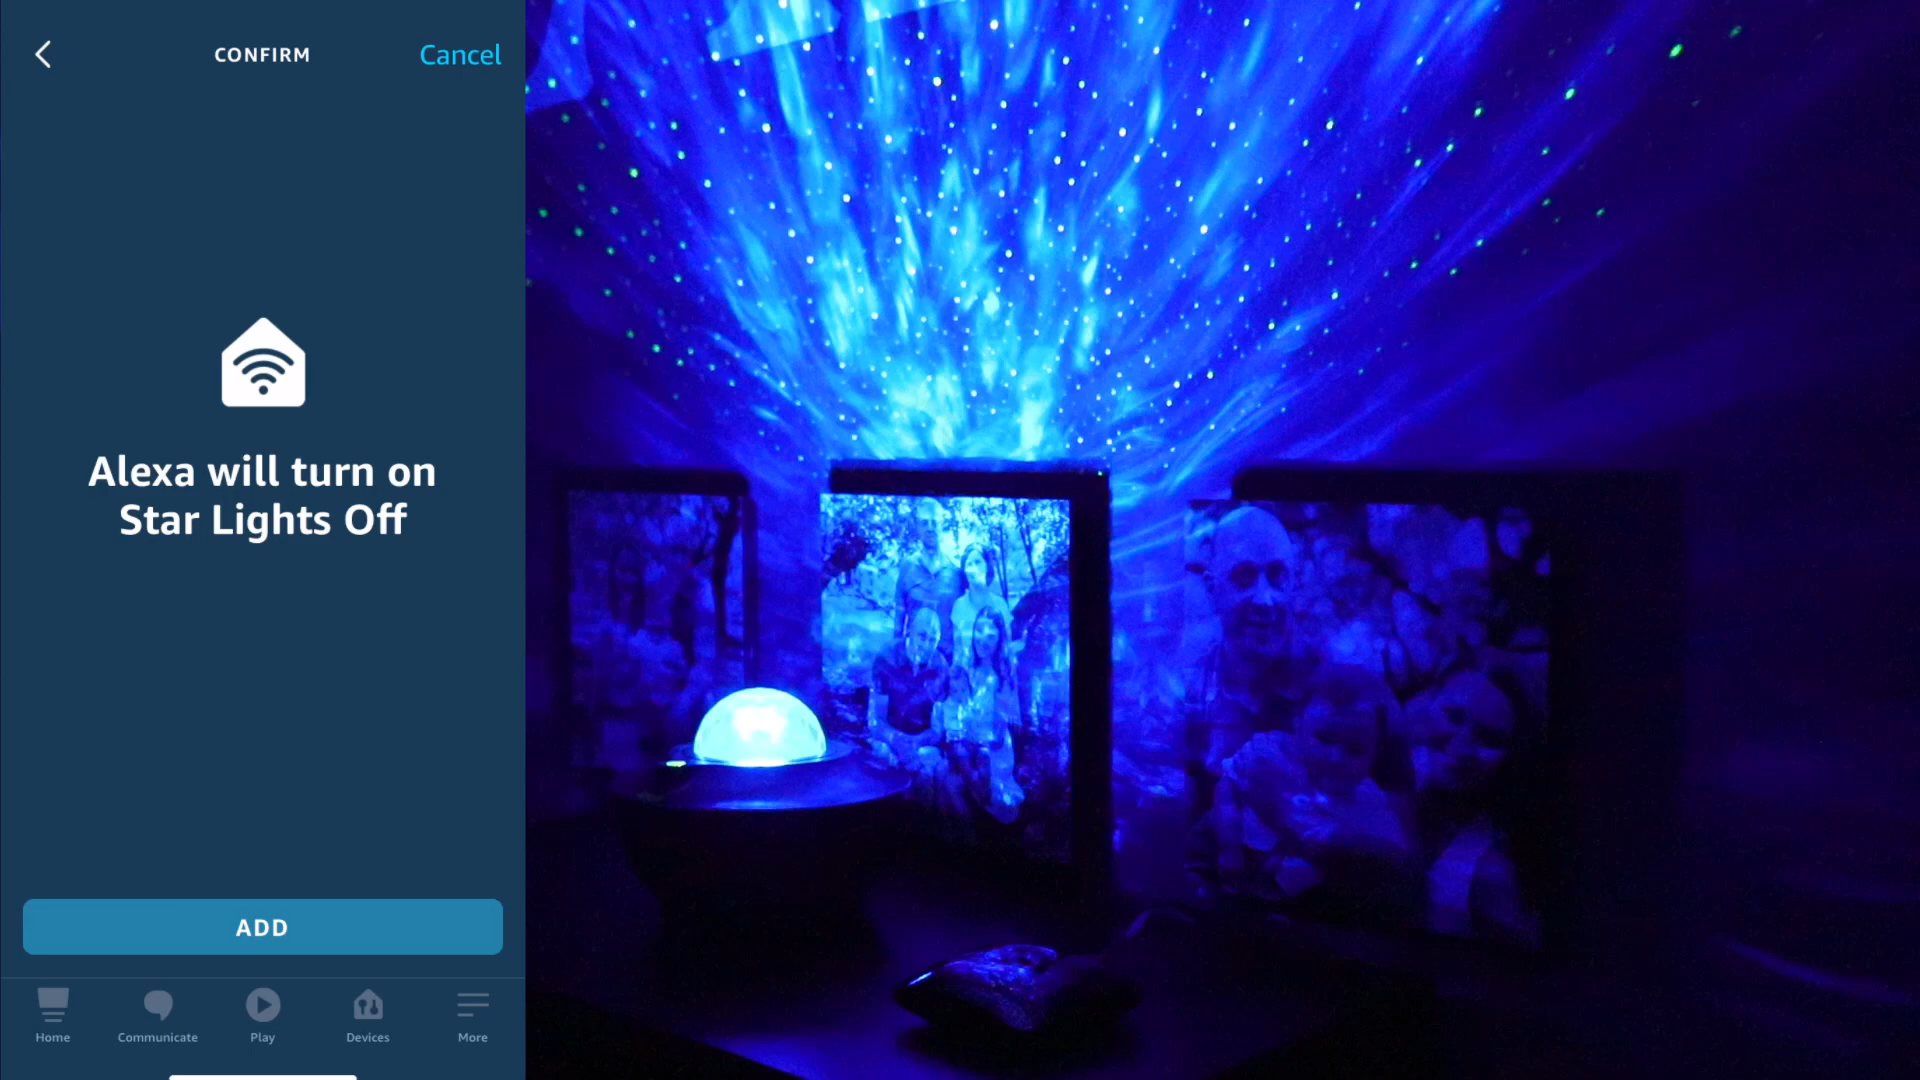 CONFIRM
Cancel
Alexa will turn on
Star Lights Off
ADD
Home
Communicate
Play
Devices
More